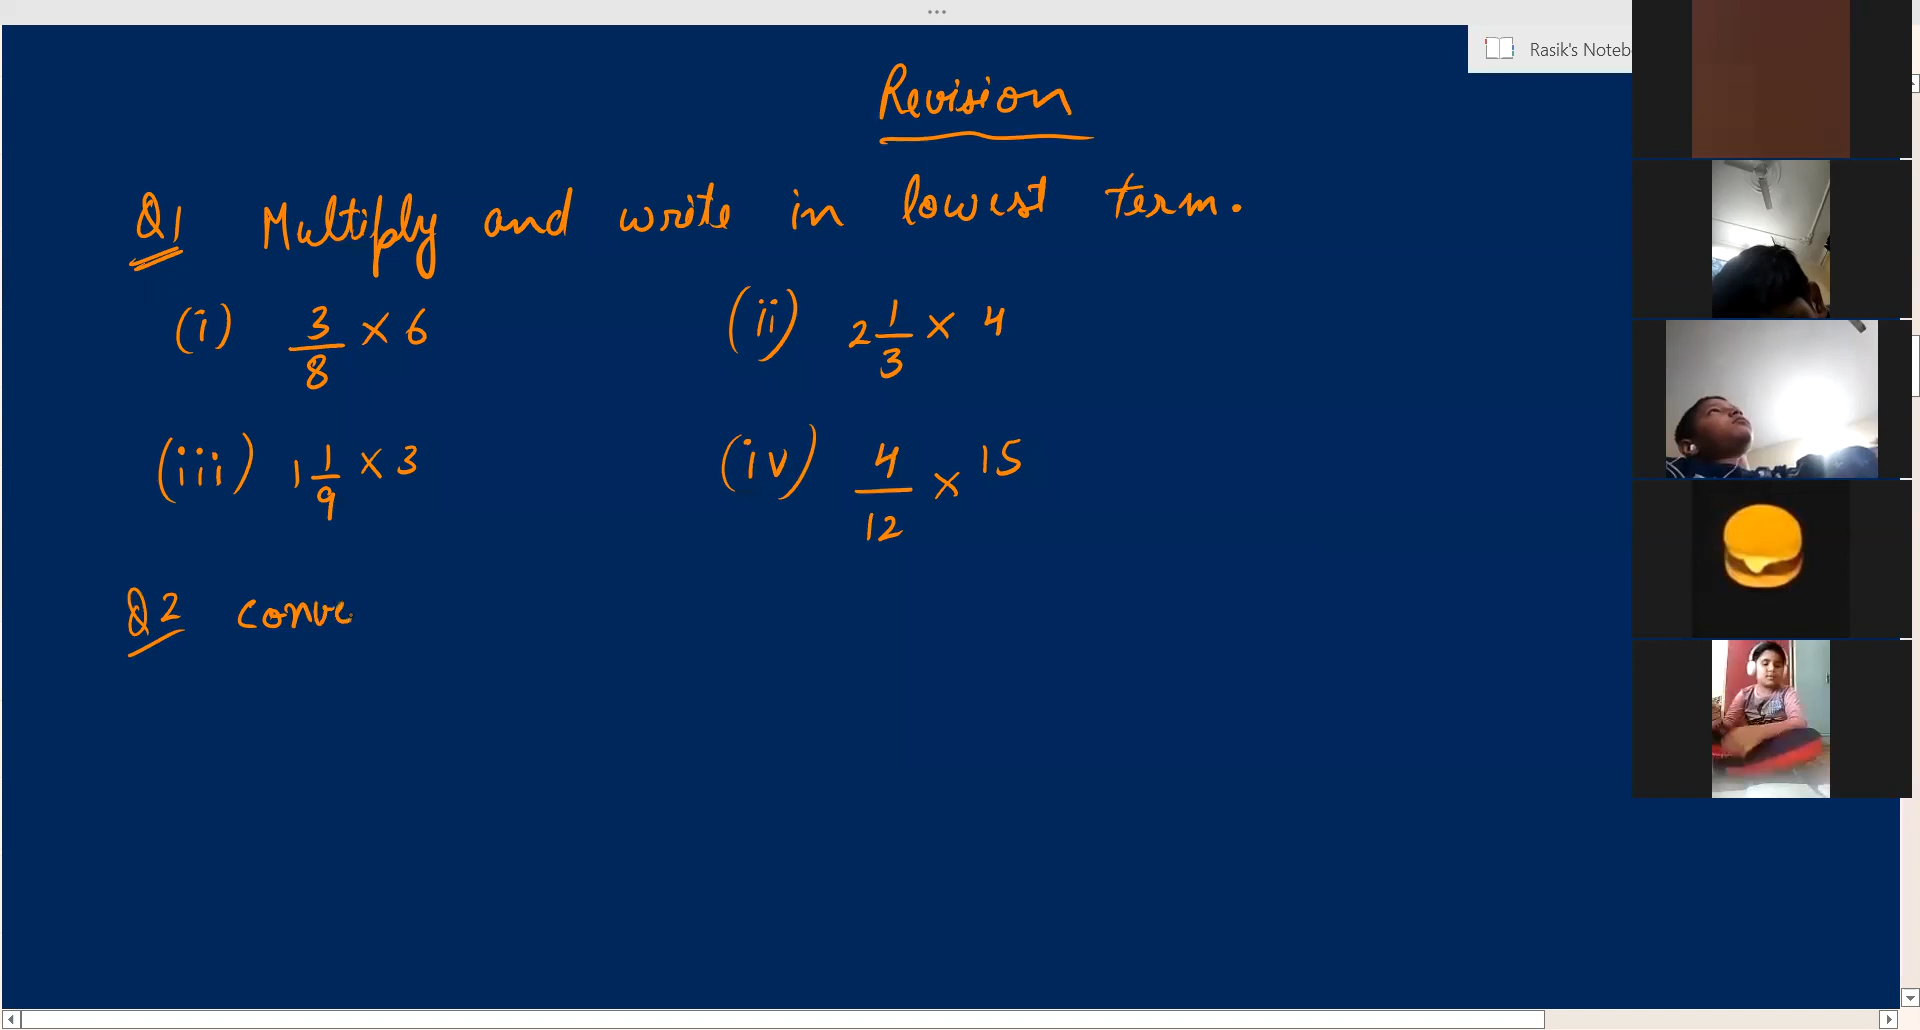 Rasik's Noteb
Revision
Q1 Multiply and write in lowest term.
(i) 3/8 × 6 (ii) 2 1/3 × 4
(iii) 1 1/9 × 3 (iv) 4/12 × 15
Q2 conve